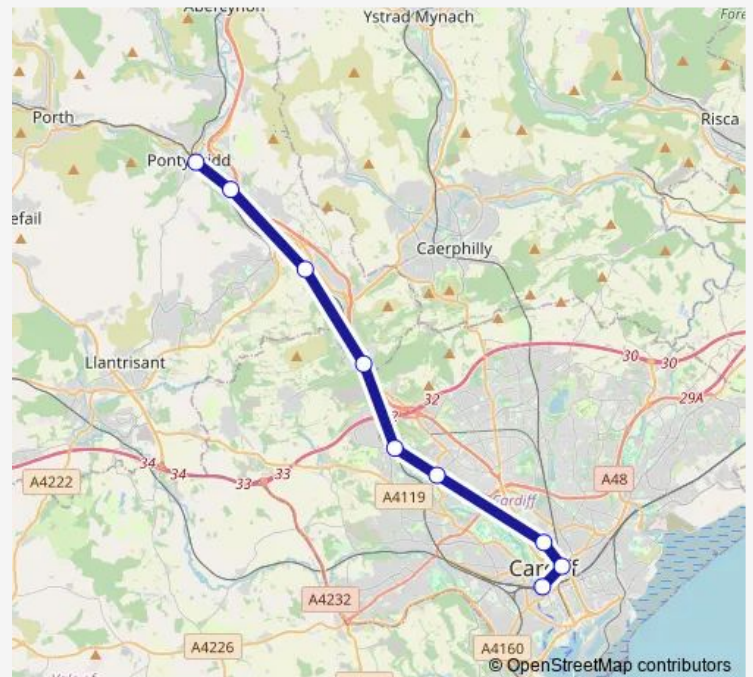 Ystrad Mynach
Porth
Risca
Caerphilly
Llantrisant
30
30
32
29A
34
34
33
33
A4222
A4119
A48
Cardiff
A4232
A4226
A4160
© OpenStreetMap contributors